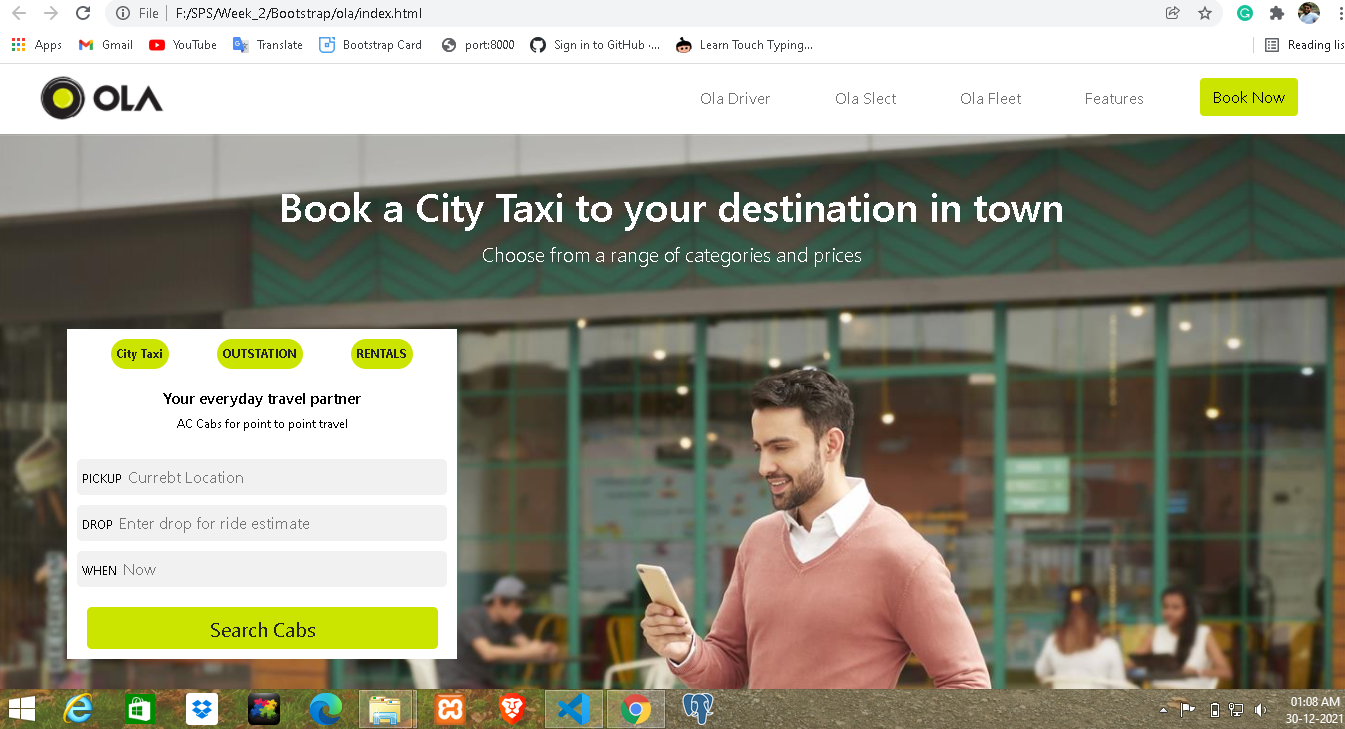 File F:/SPS/Week_2/Bootstrap/ola/index.html
Apps Gmail YouTube Translate Bootstrap Card port:8000 Sign in to GitHub ·... Learn Touch Typing... Reading lis
OLA Ola Driver Ola Slect Ola Fleet Features Book Now
Book a City Taxi to your destination in town
Choose from a range of categories and prices
City Taxi OUTSTATION RENTALS
Your everyday travel partner
AC Cabs for point to point travel
PICKUP Currebt Location
DROP Enter drop for ride estimate
WHEN Now
Search Cabs
01:08 AM
30-12-2021